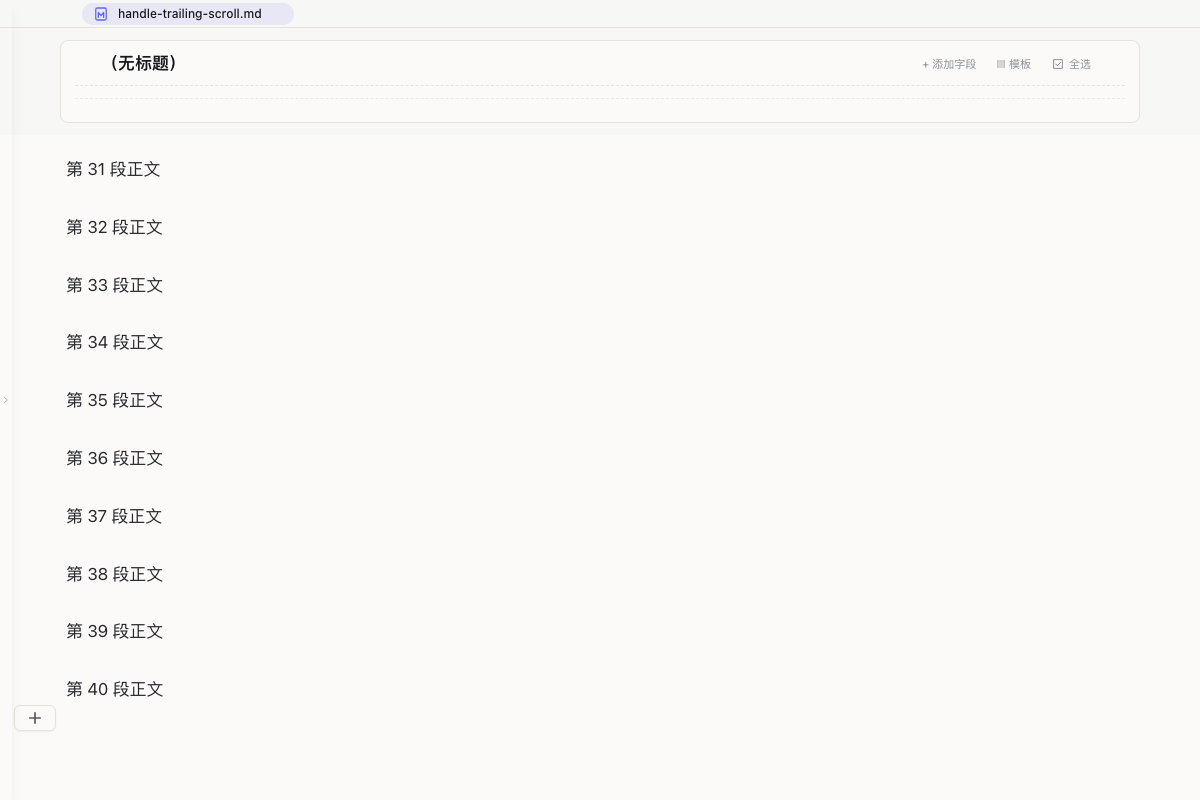 handle-trailing-scroll.md
(无标题)
+ 添加字段 模板 全选
第 31 段正文
第 32 段正文
第 33 段正文
第 34 段正文
第 35 段正文
第 36 段正文
第 37 段正文
第 38 段正文
第 39 段正文
第 40 段正文
+